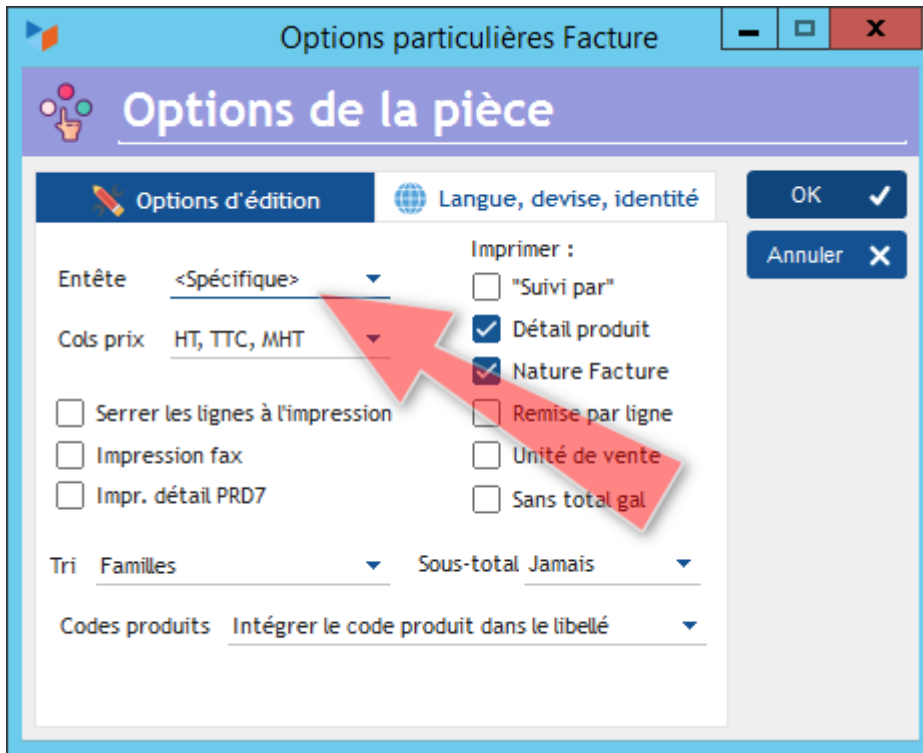 Options particulières Facture
Options de la pièce
Options d'édition
Langue, devise, identité
OK
Annuler
Imprimer :
Entête <Spécifique>
"Suivi par"
Cols prix HT, TTC, MHT
Détail produit
Nature Facture
Serrer les lignes à l'impression
Remise par ligne
Impression fax
Unité de vente
Impr. détail PRD7
Sans total gal
Tri Familles
Sous-total Jamais
Codes produits Intégrer le code produit dans le libellé